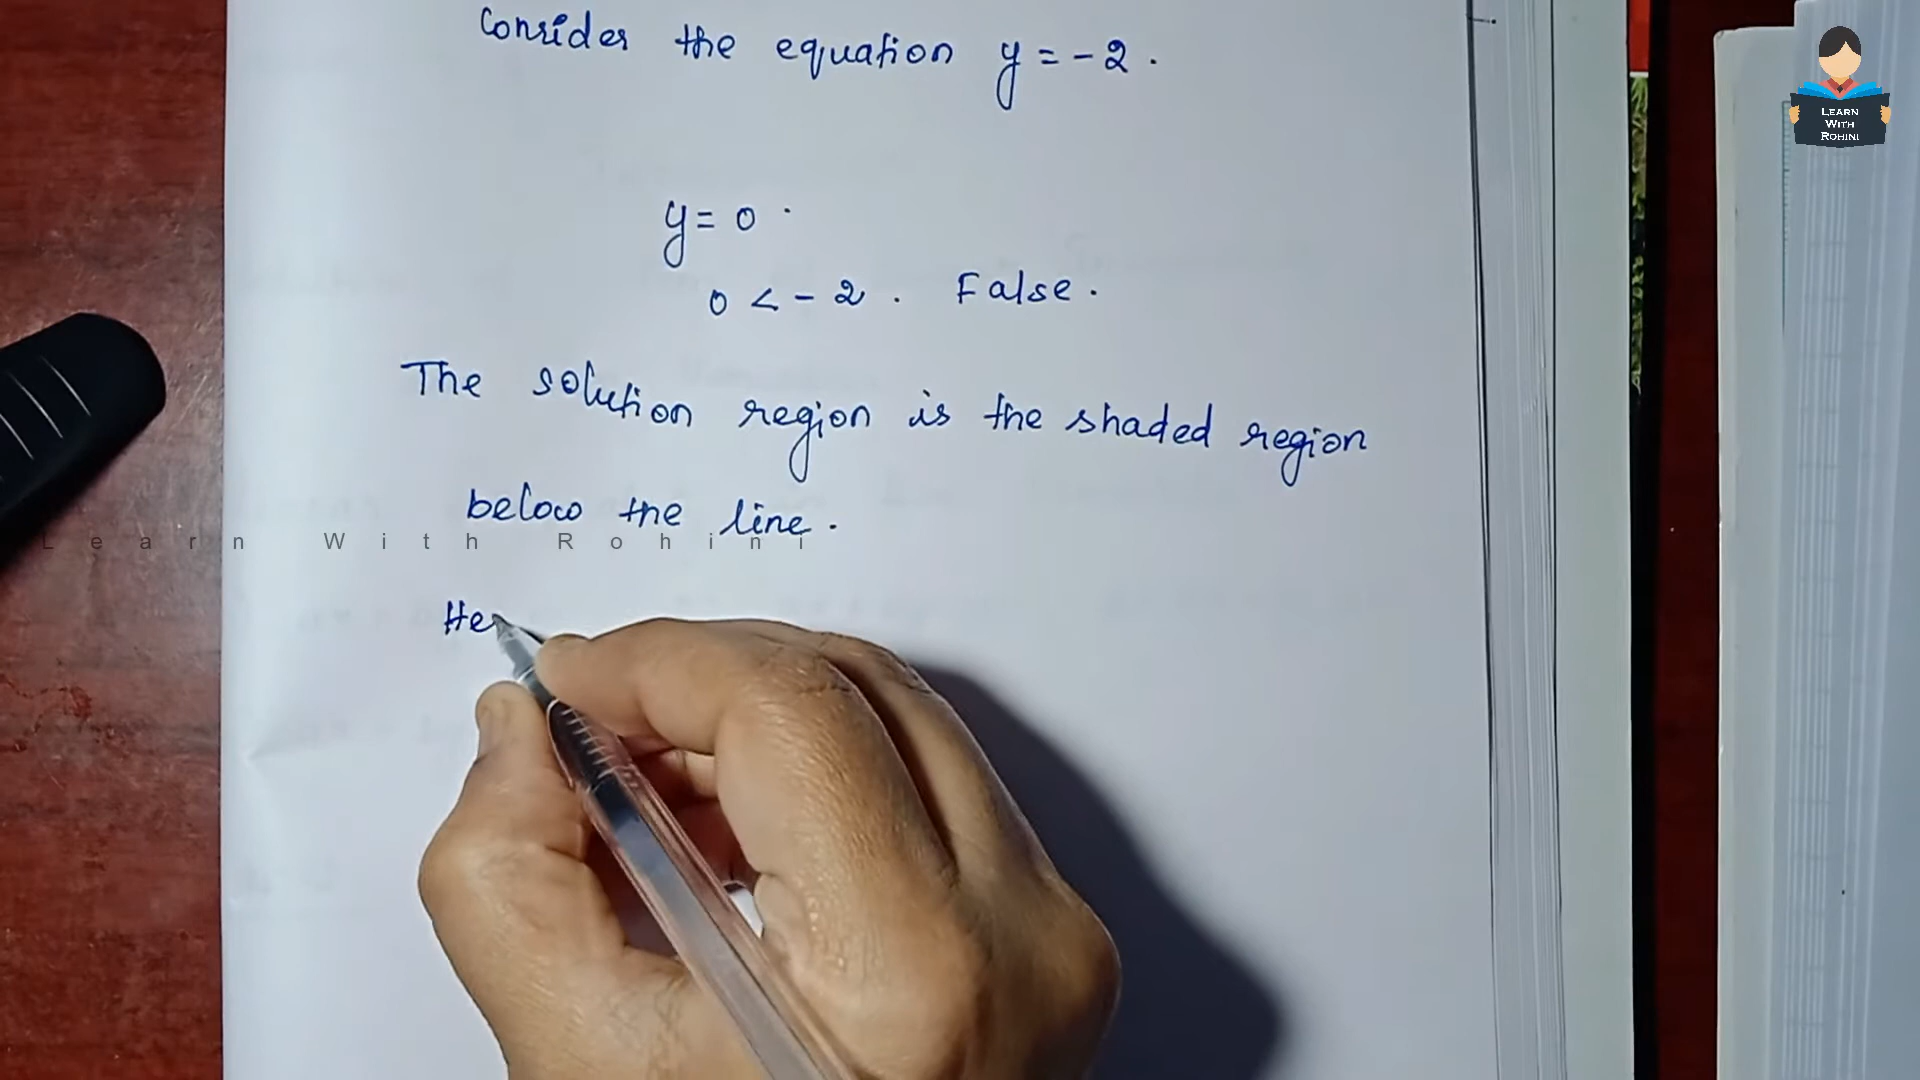 Consider the equation y = -2 .
y = 0 .
0 < - 2 . False .
The solution region is the shaded region
below the line .
Learn With Rohini
Her
LEARN
WITH
ROHINI